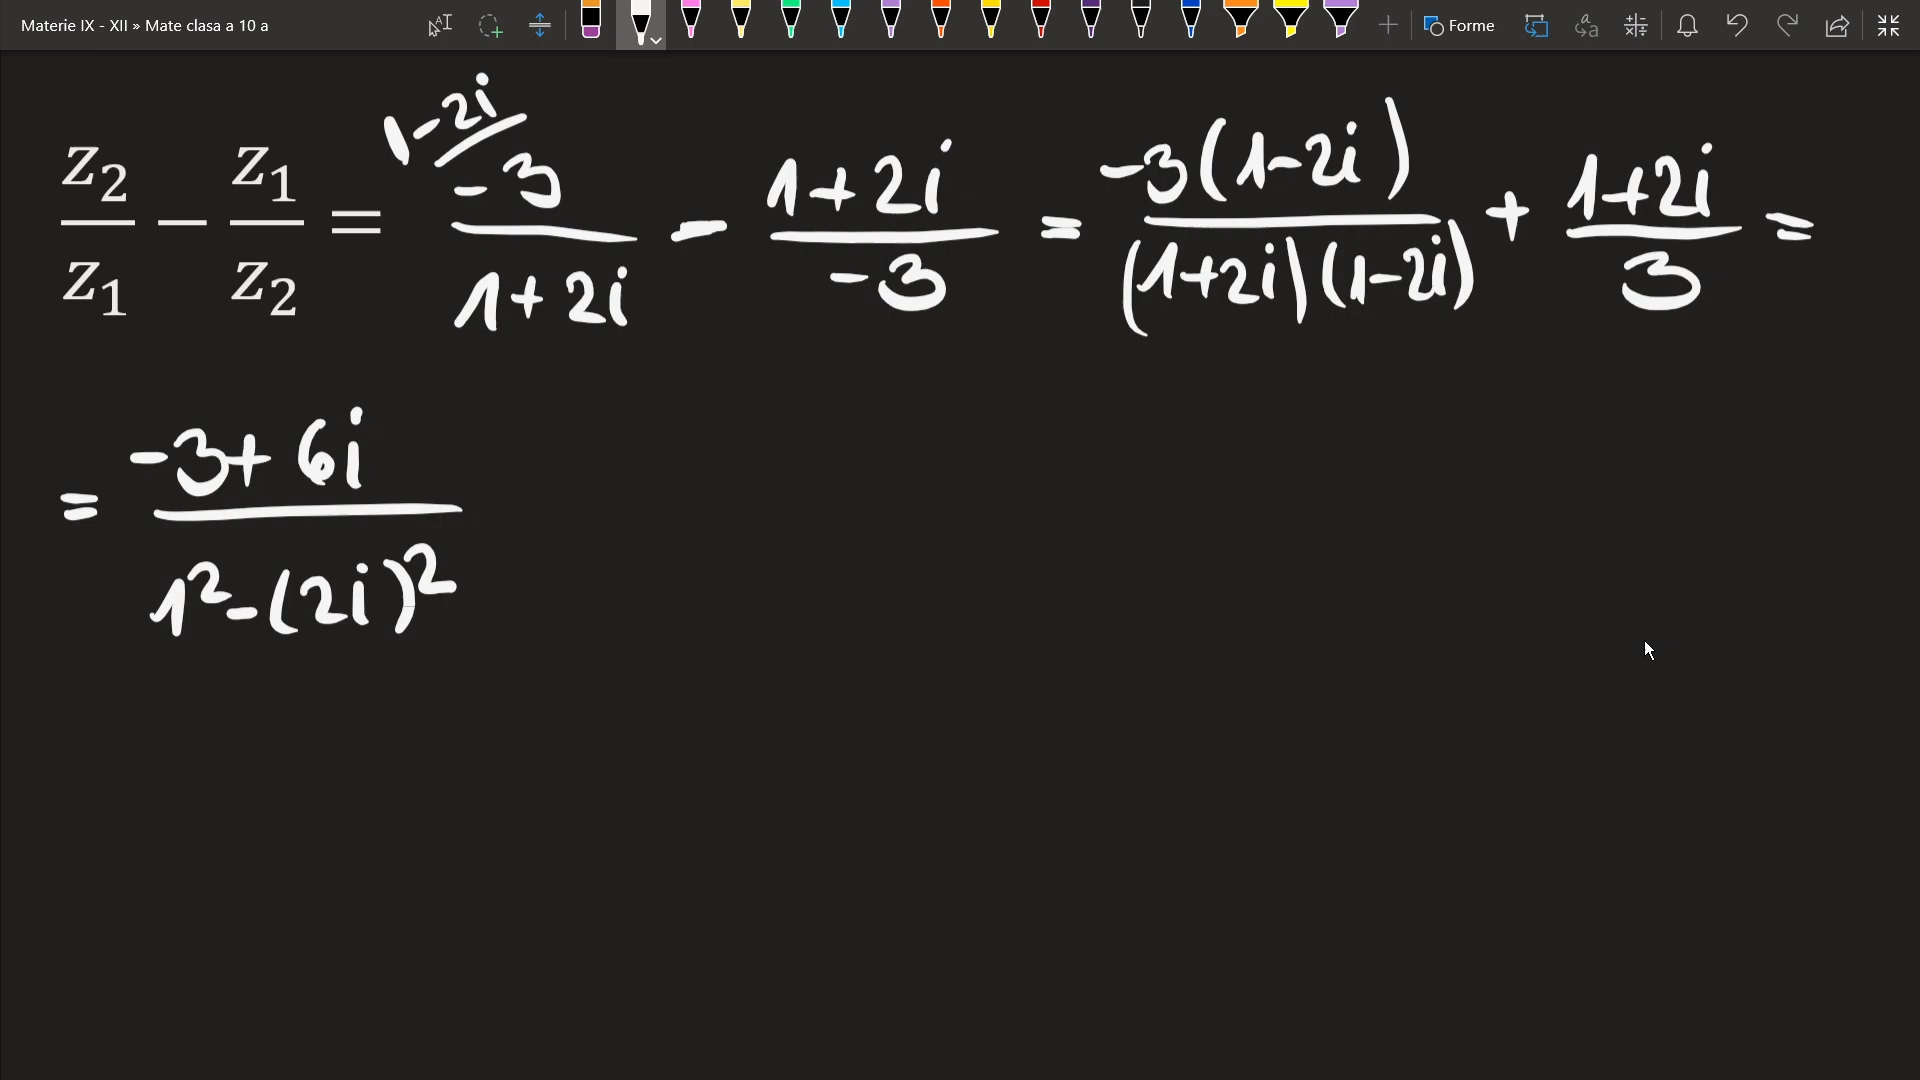 Materie IX - XII » Mate clasa a 10 a Forme
z₂/z₁ − z₁/z₂ = ¹⁻²ⁱ⁾-3/1+2i - 1+2i/-3 = -3(1-2i)/(1+2i)(1-2i) + 1+2i/3 =
= -3+6i/1²-(2i)²